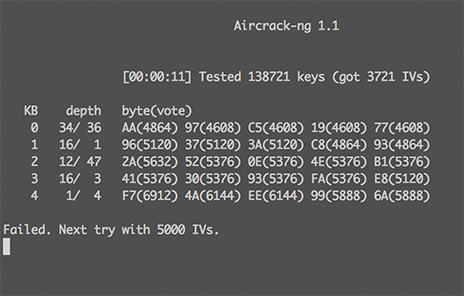 Aircrack-ng 1.1
[00:00:11] Tested 138721 keys (got 3721 IVs)
KB depth byte(vote)
0 34/ 36 AA(4864) 97(4608) C5(4608) 19(4608) 77(4608)
1 16/ 1 96(5120) 37(5120) 3A(5120) C8(4864) 93(4864)
2 12/ 47 2A(5632) 52(5376) 0E(5376) 4E(5376) B1(5376)
3 16/ 3 41(5376) 30(5376) 93(5376) FA(5376) E8(5120)
4 1/ 4 F7(6912) 4A(6144) EE(6144) 99(5888) 6A(5888)
Failed. Next try with 5000 IVs.